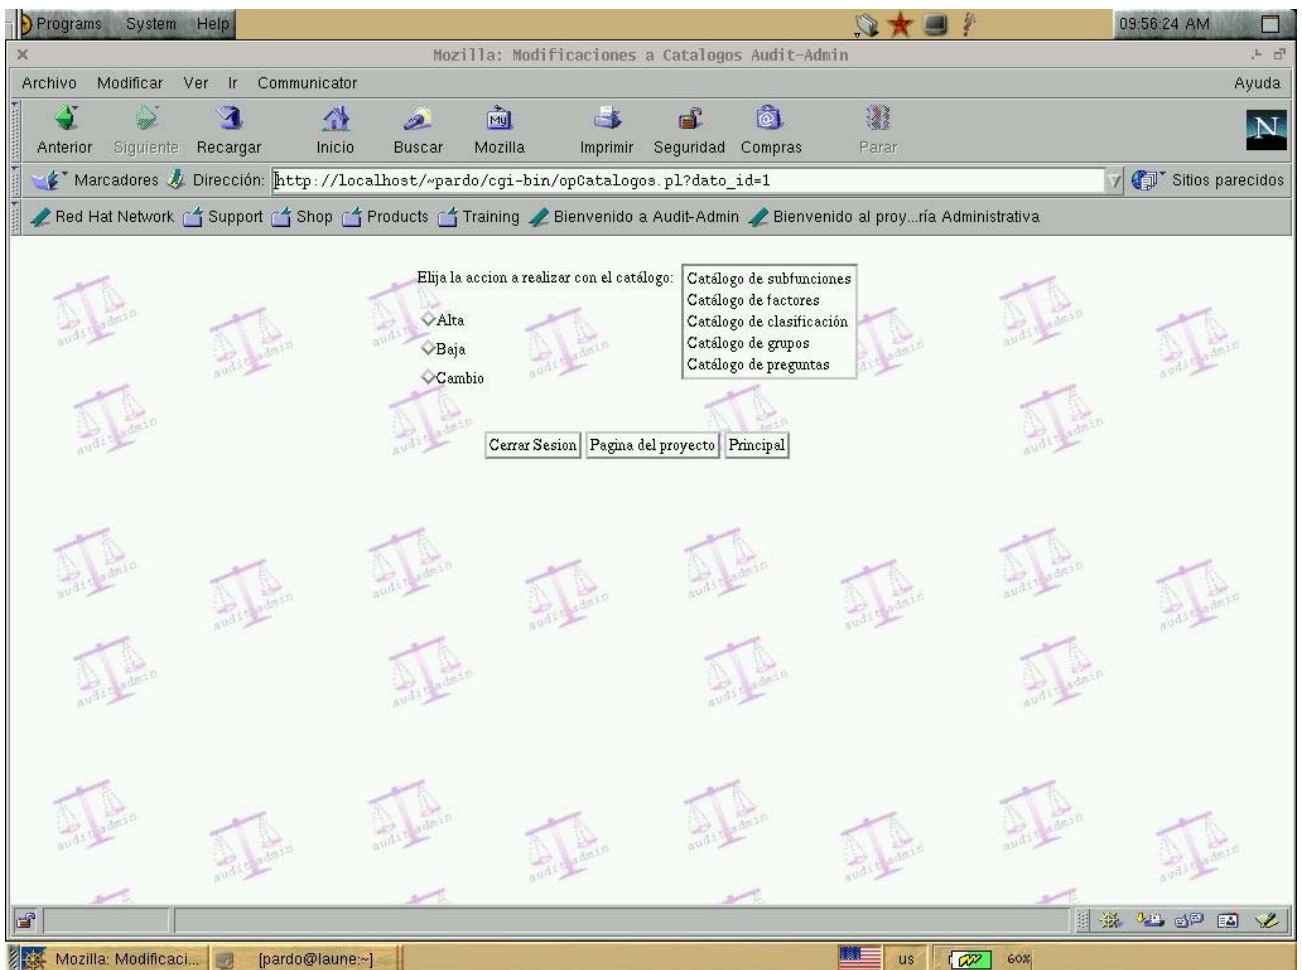 Programs System Help 09:56:24 AM
Mozilla: Modificaciones a Catalogos Audit-Admin
Archivo Modificar Ver Ir Communicator Ayuda
My N
Anterior Siguiente Recargar Inicio Buscar Mozilla Imprimir Seguridad Compras Parar
Marcadores Dirección: http://localhost/~pardo/cgi-bin/opCatalogos.pl?dato_id=1 Sitios parecidos
Red Hat Network Support Shop Products Training Bienvenido a Audit-Admin Bienvenido al proy...ría Administrativa
Elija la accion a realizar con el catálogo:
Catálogo de subfunciones
Catálogo de factores
Catálogo de clasificación
Catálogo de grupos
Catálogo de preguntas
Alta
Baja
Cambio
Cerrar Sesion Pagina del proyecto Principal
audit admin
Mozilla: Modificaci... [pardo@laune:~] us 60%